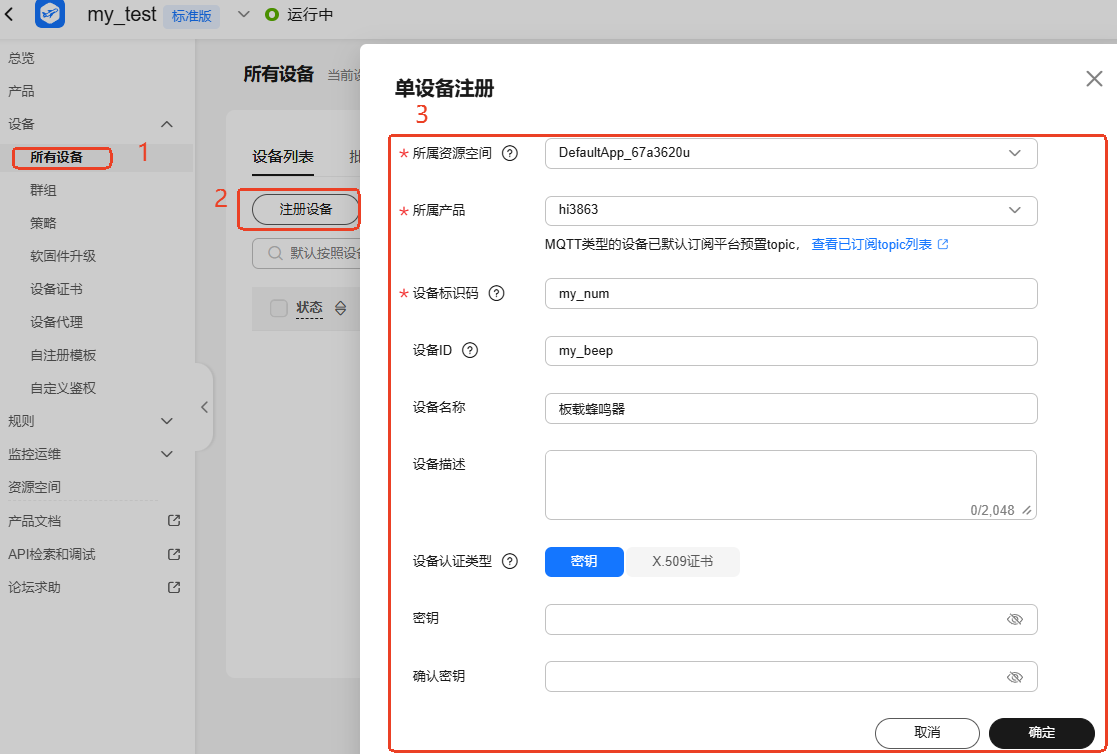 my_test 标准版 运行中
总览
产品
设备
所有设备 1
群组
策略
软固件升级
设备证书
设备代理
自注册模板
自定义鉴权
规则
监控运维
资源空间
产品文档
API检索和调试
论坛求助
所有设备 当前
设备列表
2 注册设备
默认按照设
状态
单设备注册
3
* 所属资源空间 ? DefaultApp_67a3620u
* 所属产品 hi3863
MQTT类型的设备已默认订阅平台预置topic， 查看已订阅topic列表
* 设备标识码 ? my_num
设备ID ? my_beep
设备名称 板载蜂鸣器
设备描述
0/2,048
设备认证类型 ? 密钥 X.509证书
密钥
确认密钥
取消 确定